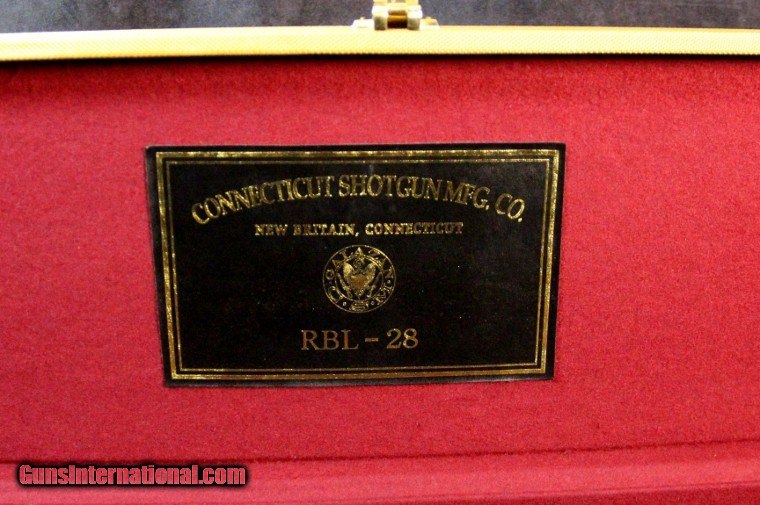 CONNECTICUT SHOTGUN MFG. CO.
NEW BRITAIN, CONNECTICUT
RBL - 28
GunsInternational.com